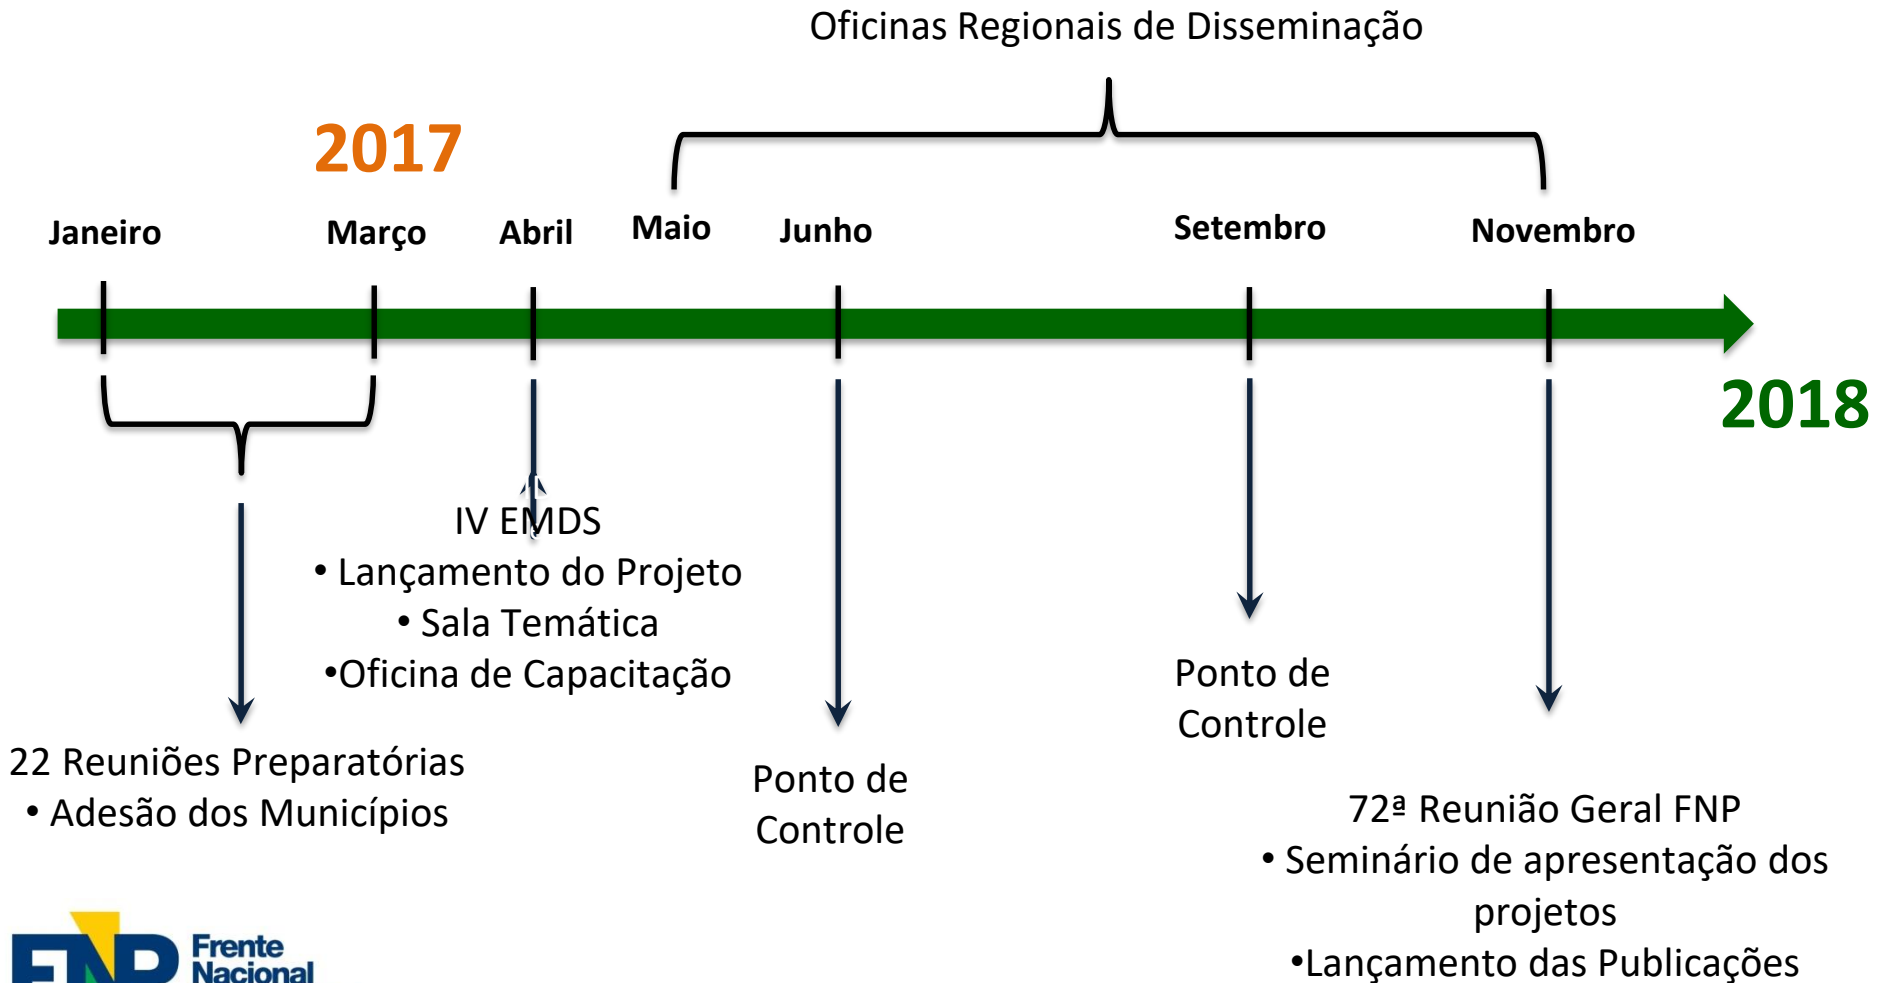 Oficinas Regionais de Disseminação
2017
Janeiro
Março
Abril
Maio
Junho
Setembro
Novembro
2018
IV EMDS
• Lançamento do Projeto
• Sala Temática
•Oficina de Capacitação
22 Reuniões Preparatórias
• Adesão dos Municípios
Ponto de
Controle
Ponto de
Controle
72ª Reunião Geral FNP
• Seminário de apresentação dos
projetos
•Lançamento das Publicações
FNP
Frente
Nacional